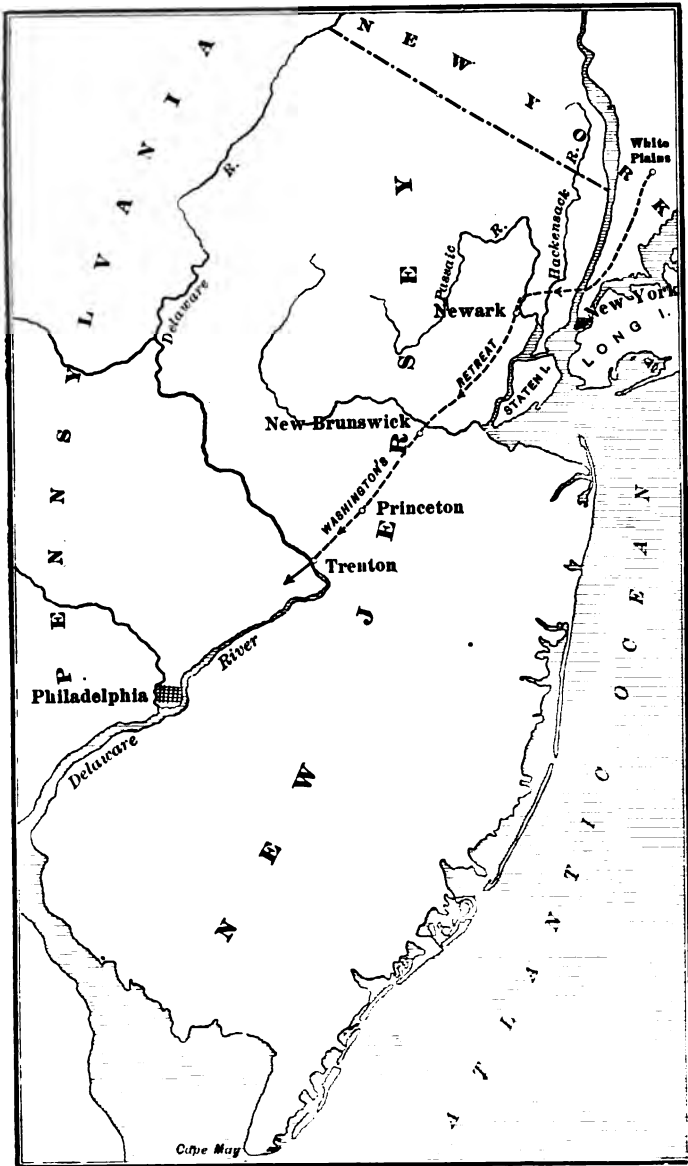 NEW YORK
White
Plains
PENNSYLVANIA
R.
Delaware
Hackensack R.
Passaic R.
Newark
New York
LONG I.
STATEN I.
WASHINGTON'S RETREAT
New Brunswick
Princeton
Trenton
River
Philadelphia
Delaware
NEW JERSEY
ATLANTIC OCEAN
Cape May